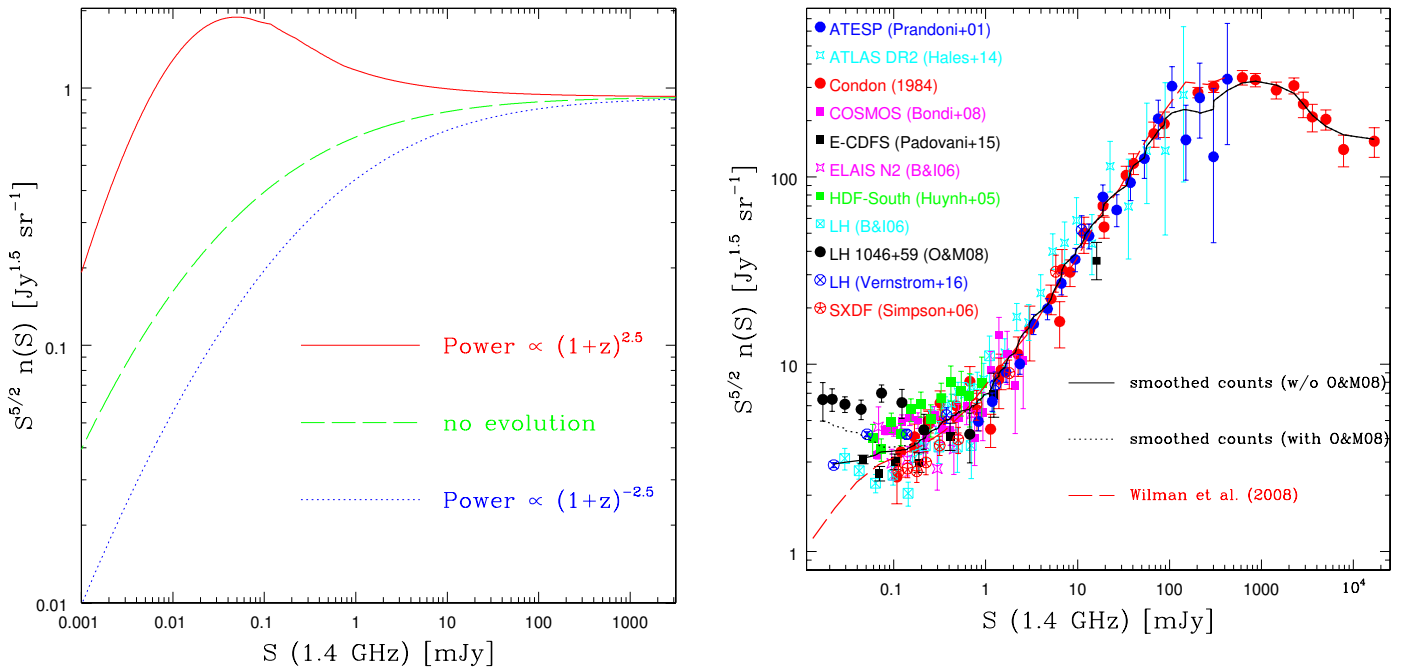 S^{5/2} n(S) [Jy^{1.5} sr^{-1}]
1
0.1
0.01
Power ∝ (1+z)^{2.5}
no evolution
Power ∝ (1+z)^{-2.5}
0.001 0.01 0.1 1 10 100 1000
S (1.4 GHz) [mJy]
S^{5/2} n(S) [Jy^{1.5} sr^{-1}]
100
10
1
ATESP (Prandoni+01)
ATLAS DR2 (Hales+14)
Condon (1984)
COSMOS (Bondi+08)
E-CDFS (Padovani+15)
ELAIS N2 (B&I06)
HDF-South (Huynh+05)
LH (B&I06)
LH 1046+59 (O&M08)
LH (Vernstrom+16)
SXDF (Simpson+06)
smoothed counts (w/o O&M08)
smoothed counts (with O&M08)
Wilman et al. (2008)
0.1 1 10 100 1000 10^4
S (1.4 GHz) [mJy]